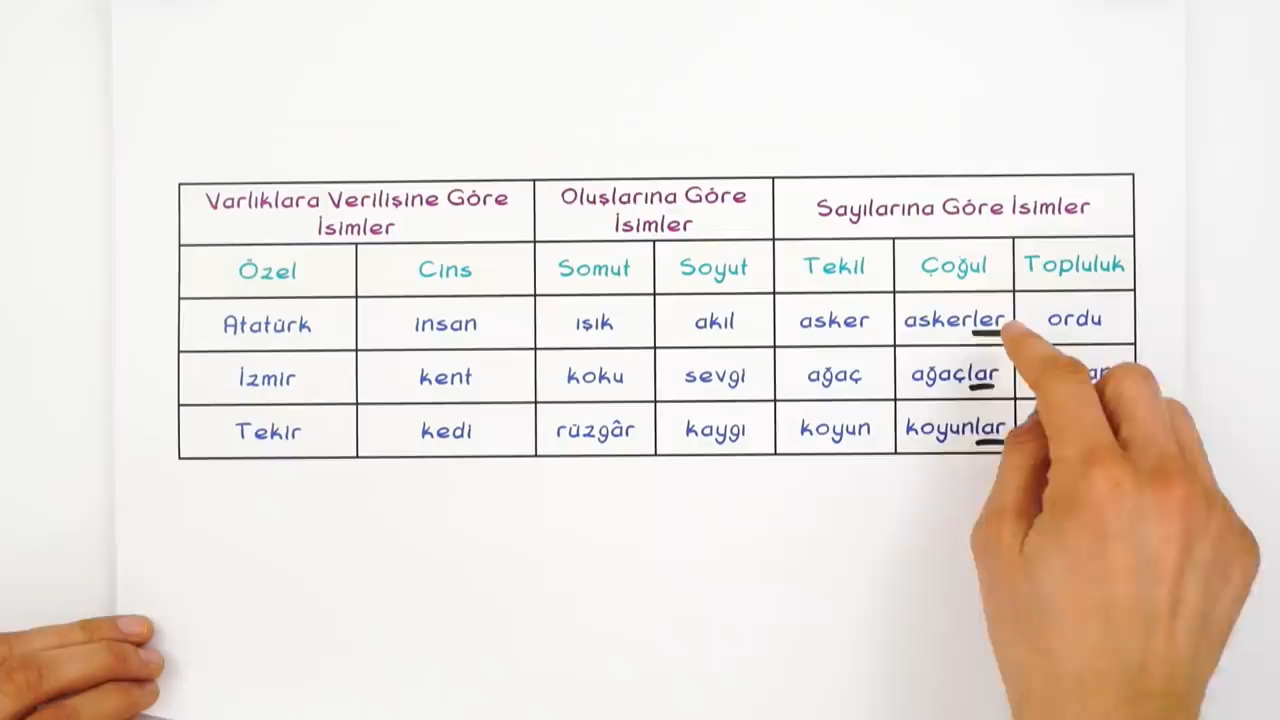 Varlıklara Verilişine Göre İsimler
Oluşlarına Göre İsimler
Sayılarına Göre İsimler
Özel Cins Somut Soyut Tekil Çoğul Topluluk
Atatürk insan ışık akıl asker askerler ordu
İzmir kent koku sevgi ağaç ağaçlar
Tekir kedi rüzgâr kaygı koyun koyunlar